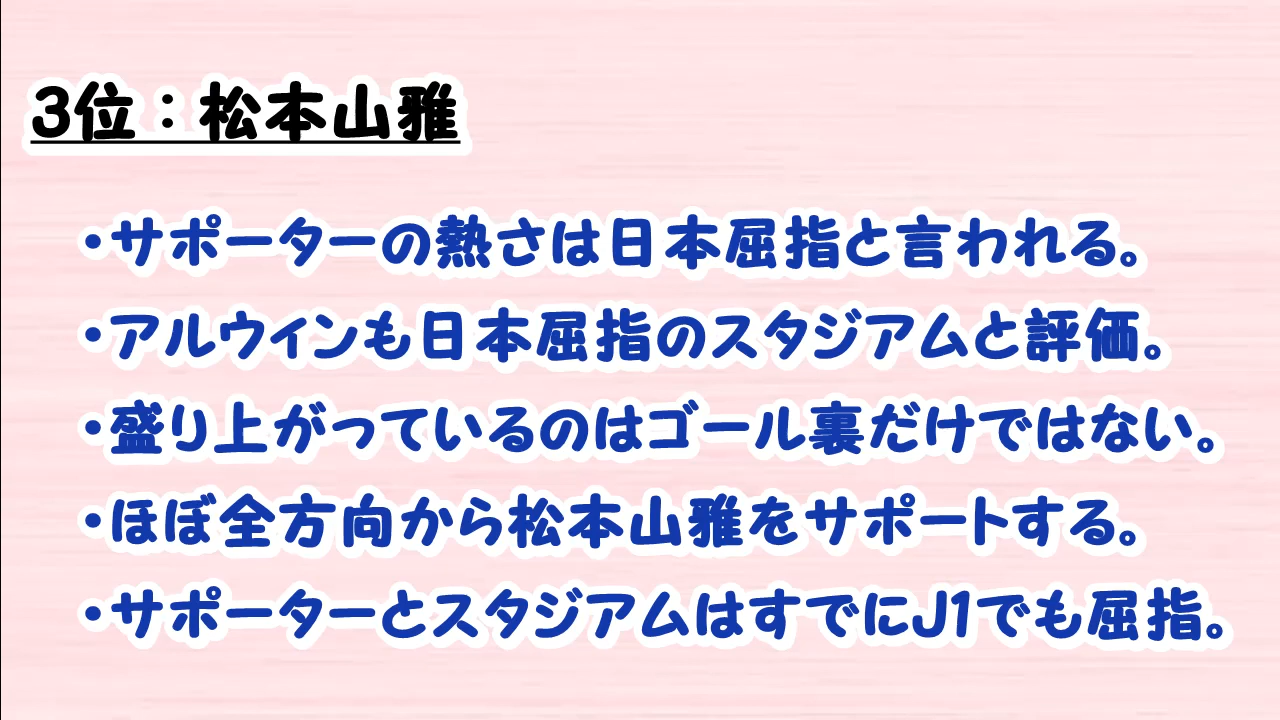 3位：松本山雅
・サポーターの熱さは日本屈指と言われる。
・アルウィンも日本屈指のスタジアムと評価。
・盛り上がっているのはゴール裏だけではない。
・ほぼ全方向から松本山雅をサポートする。
・サポーターとスタジアムはすでにJ1でも屈指。